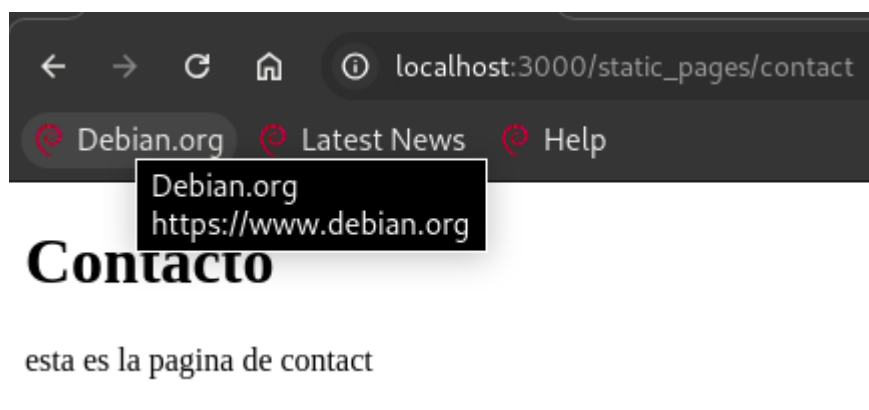 localhost:3000/static_pages/contact
Debian.org Latest News Help
Debian.org
https://www.debian.org
Contacto
esta es la pagina de contact